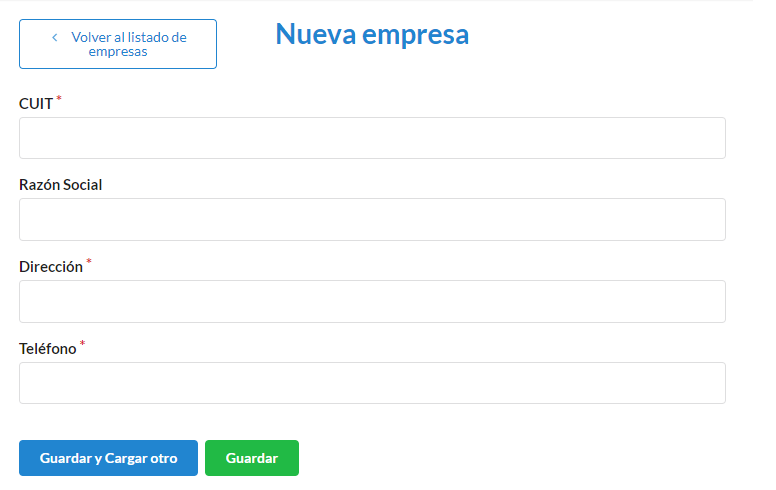 Volver al listado de
empresas
Nueva empresa
CUIT *
Razón Social
Dirección *
Teléfono *
Guardar y Cargar otro
Guardar